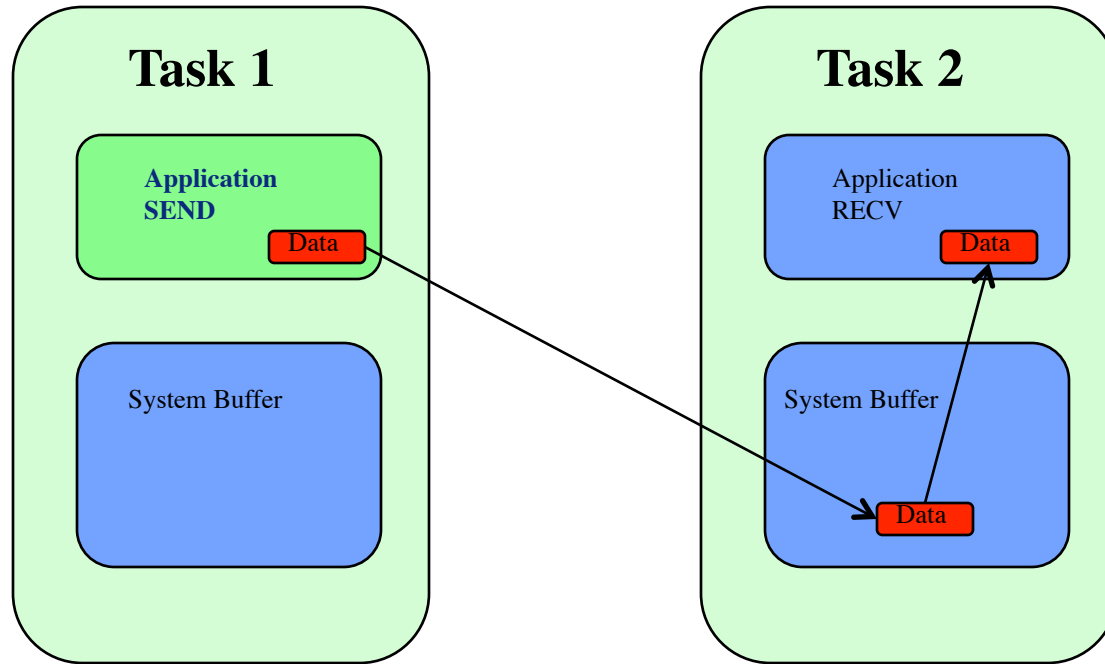 Task 1
Application
SEND
Data
System Buffer
Task 2
Application
RECV
Data
System Buffer
Data